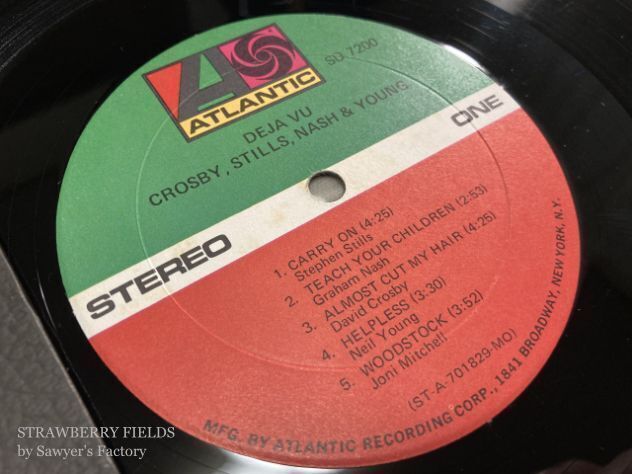 ATLANTIC
SD 7200
DEJA VU
CROSBY, STILLS, NASH & YOUNG
STEREO
ONE
1. CARRY ON (4:25)
Stephen Stills
2. TEACH YOUR CHILDREN (2:53)
Graham Nash
3. ALMOST CUT MY HAIR (4:25)
David Crosby
4. HELPLESS (3:30)
Neil Young
5. WOODSTOCK (3:52)
Joni Mitchell
(ST-A-701829-MO)
MFG. BY ATLANTIC RECORDING CORP., 1841 BROADWAY, NEW YORK, N.Y.
STRAWBERRY FIELDS
by Sawyer's Factory